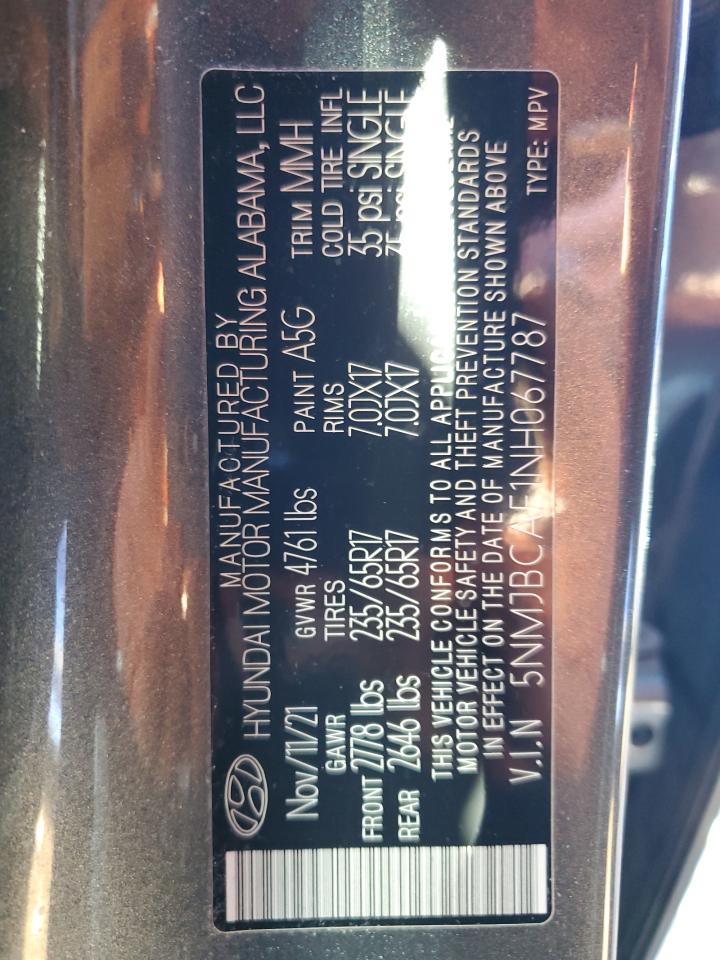 MANUFACTURED BY
HYUNDAI MOTOR MANUFACTURING ALABAMA, LLC
Nov/11/21 GVWR 4761 lbs PAINT A5G TRIM MMH
GAWR TIRES RIMS COLD TIRE INFL
FRONT 2778 lbs 235/65R17 7.0JX17 35 psi SINGLE
REAR 2646 lbs 235/65R17 7.0JX17 35 psi SINGLE
THIS VEHICLE CONFORMS TO ALL
MOTOR VEHICLE SAFETY AND THEFT PREVENTION STANDARDS
IN EFFECT ON THE DATE OF MANUFACTURE SHOWN ABOVE
V.I.N 5NMJBCAE1NH067787 TYPE: MPV